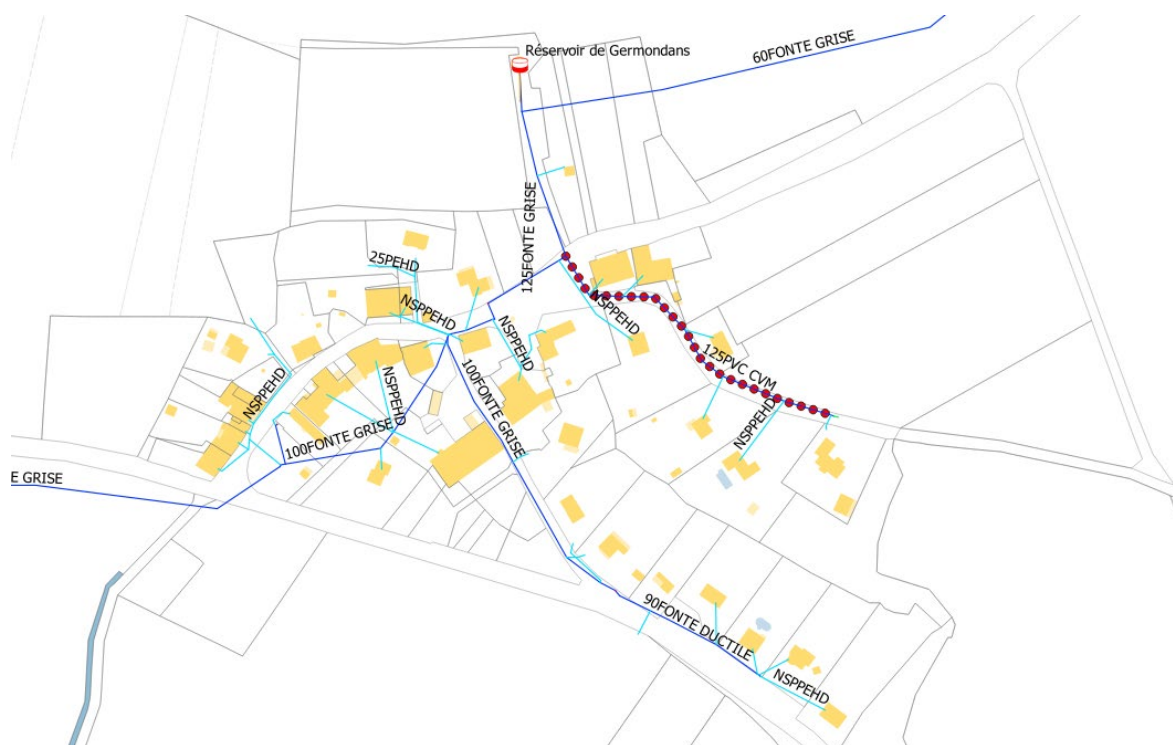 Réservoir de Germondans
60FONTE GRISE
125FONTE GRISE
25PEHD
NSPPEHD
NSPPEHD
NSPPEHD
125PVC CVM
100FONTE GRISE
NSPPEHD
NSPPEHD
NSPPEHD
100FONTE GRISE
E GRISE
90FONTE DUCTILE
NSPPEHD